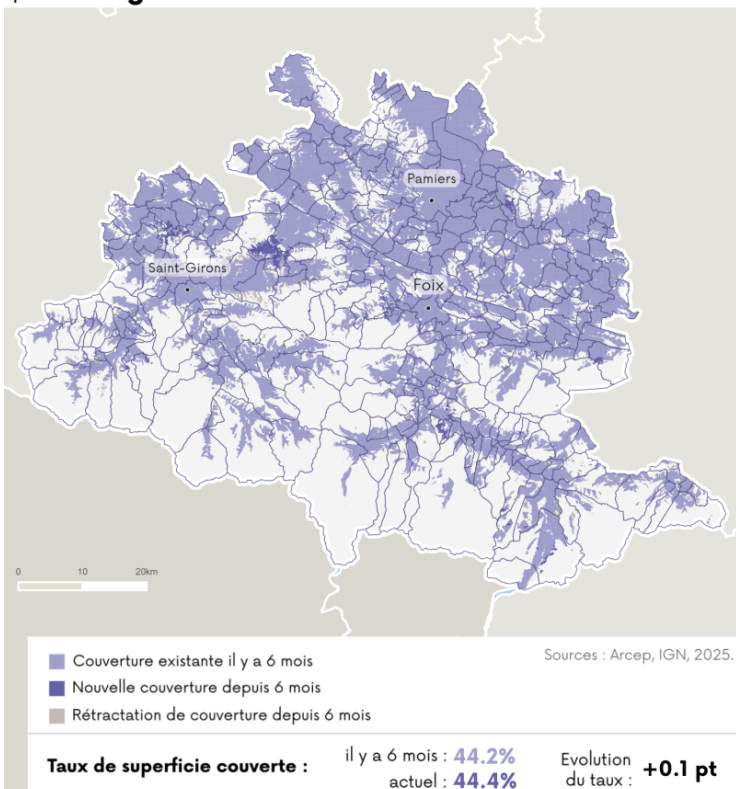 Pamiers
Saint-Girons
Foix
0 10 20km
Couverture existante il y a 6 mois
Sources : Arcep, IGN, 2025.
Nouvelle couverture depuis 6 mois
Rétractation de couverture depuis 6 mois
Taux de superficie couverte :
il y a 6 mois : 44.2%
actuel : 44.4%
Evolution
du taux :
+0.1 pt